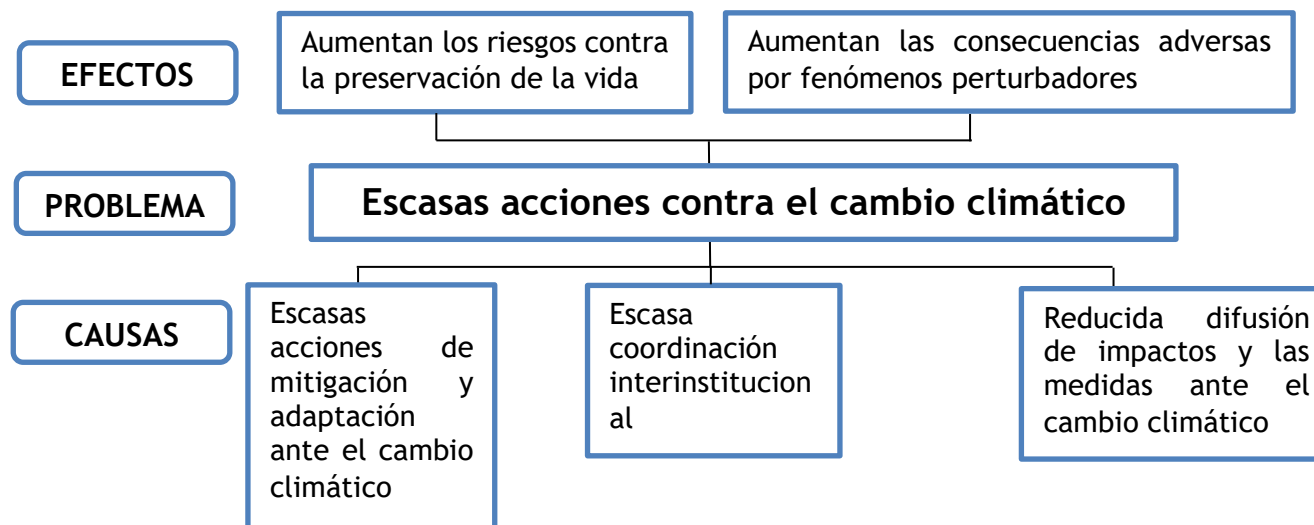 EFECTOS
Aumentan los riesgos contra
la preservación de la vida
Aumentan las consecuencias adversas
por fenómenos perturbadores
PROBLEMA
Escasas acciones contra el cambio climático
CAUSAS
Escasas
acciones de
mitigación y
adaptación
ante el cambio
climático
Escasa
coordinación
interinstitucion
al
Reducida difusión
de impactos y las
medidas ante el
cambio climático